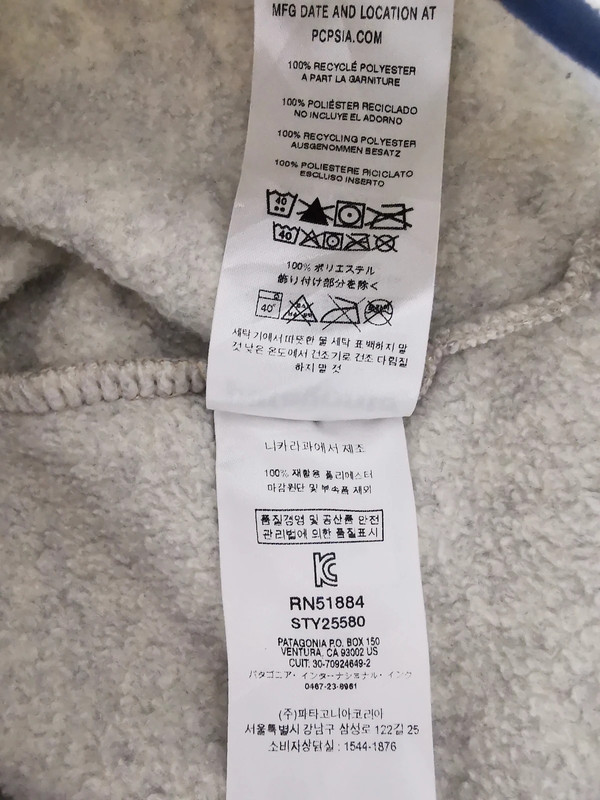 MFG DATE AND LOCATION AT
PCPSIA.COM
100% RECYCLÉ POLYESTER
A PART LA GARNITURE
100% POLIÉSTER RECICLADO
NO INCLUYE EL ADORNO
100% RECYCLING POLYESTER
AUSGENOMMEN BESATZ
100% POLIESTERE RICICLATO
ESCLUSO INSERTO
40
40
100% ポリエステル
飾り付け部分を除く
40°
세탁기에서 따뜻한 물 세탁 표백하지 말
것 낮은 온도에서 건조기로 건조 다림질
하지 말 것
니카라과에서 제조
100% 재활용 폴리에스터
마감원단 및 부속품 제외
품질경영 및 공산품 안전
관리법에 의한 품질표시
RN51884
STY25580
PATAGONIA P.O. BOX 150
VENTURA, CA 93002 US
CUIT. 30-70924649-2
パタゴニア・インターナショナル・インク
0467-23-8961
(주)파타고니아코리아
서울특별시 강남구 삼성로 122길 25
소비자상담실 : 1544-1876